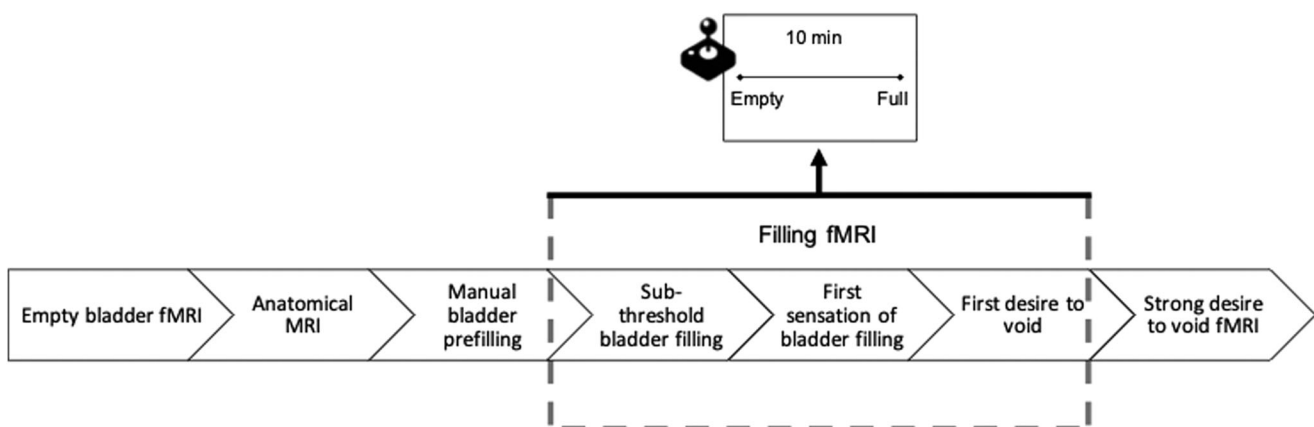 10 min
Empty Full
Filling fMRI
Empty bladder fMRI
Anatomical
MRI
Manual
bladder
prefilling
Sub-
threshold
bladder filling
First
sensation of
bladder filling
First desire to
void
Strong desire
to void fMRI